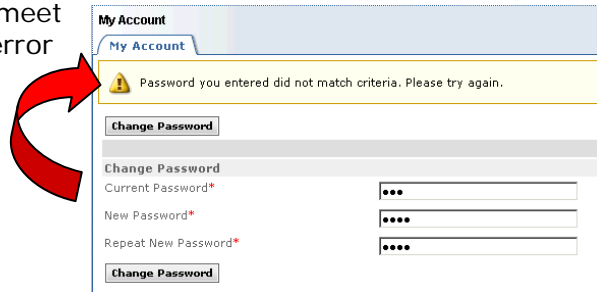 meet
error
My Account
My Account
Password you entered did not match criteria. Please try again.
Change Password
Change Password
Current Password*
•••
New Password*
••••
Repeat New Password*
••••
Change Password